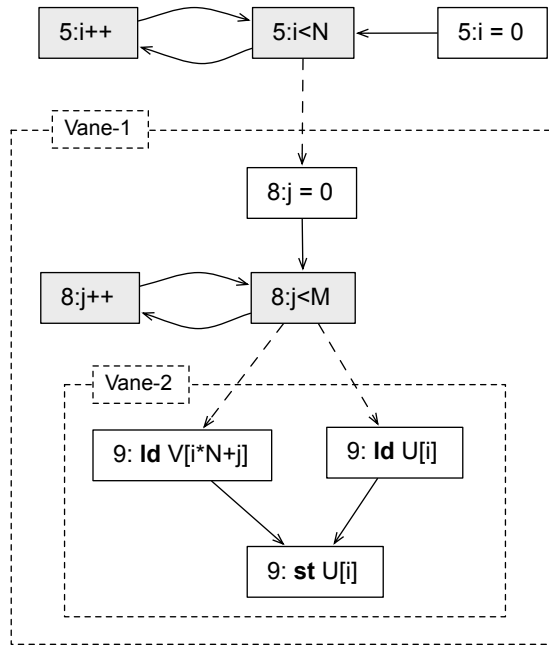 5:i++
5:i<N
5:i = 0
Vane-1
8:j = 0
8:j++
8:j<M
Vane-2
9: ld V[i*N+j]
9: ld U[i]
9: st U[i]